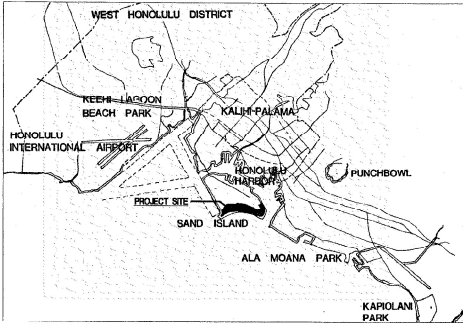 WEST HONOLULU DISTRICT
KEEHI LAGOON
BEACH PARK
KALIHI-PALAMA
HONOLULU
INTERNATIONAL AIRPORT
HONOLULU
HARBOR
PUNCHBOWL
PROJECT SITE
SAND ISLAND
ALA MOANA PARK
KAPIOLANI
PARK